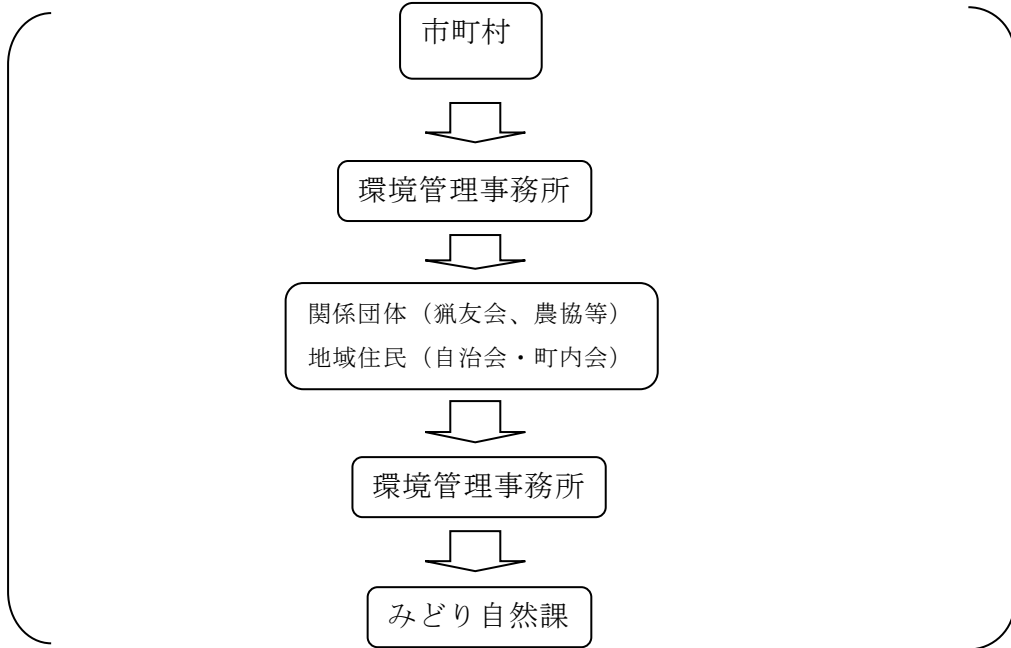 市町村
環境管理事務所
関係団体（猟友会、農協等）
地域住民（自治会・町内会）
環境管理事務所
みどり自然課